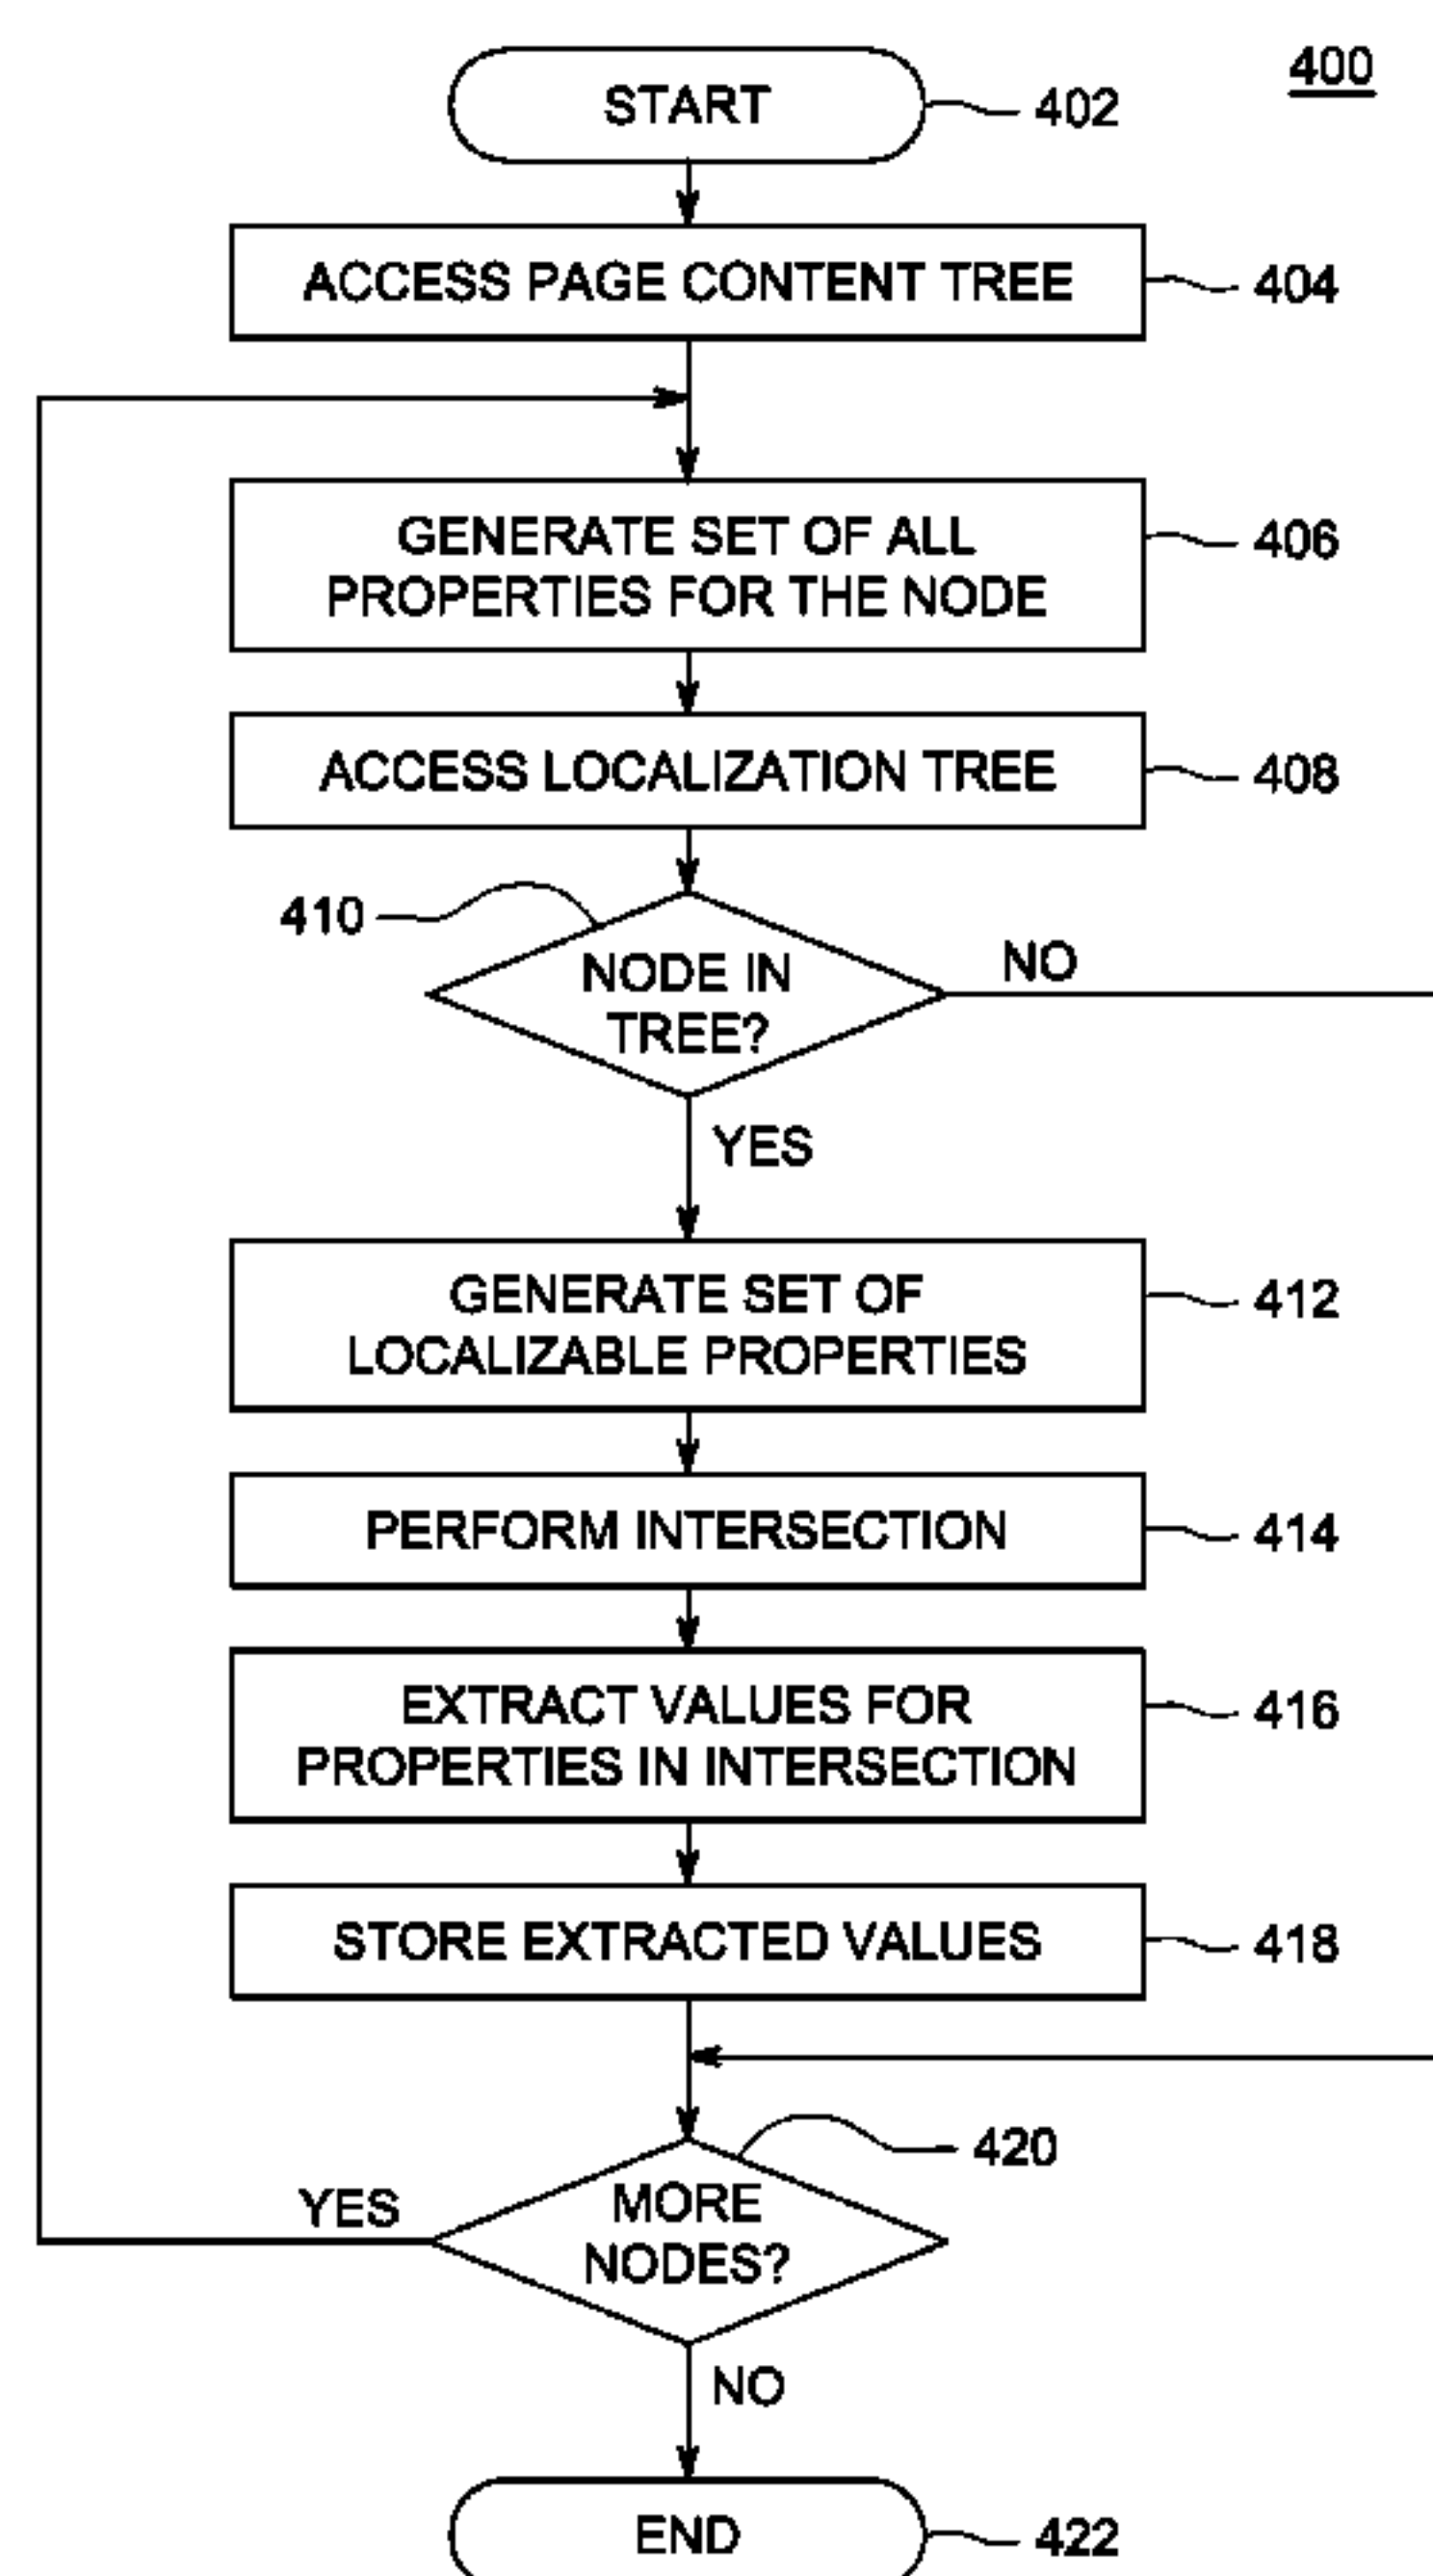 400
START
402
ACCESS PAGE CONTENT TREE
404
GENERATE SET OF ALL
PROPERTIES FOR THE NODE
406
ACCESS LOCALIZATION TREE
408
410
NODE IN
TREE?
NO
YES
GENERATE SET OF
LOCALIZABLE PROPERTIES
412
PERFORM INTERSECTION
414
EXTRACT VALUES FOR
PROPERTIES IN INTERSECTION
416
STORE EXTRACTED VALUES
418
420
MORE
NODES?
YES
NO
END
422